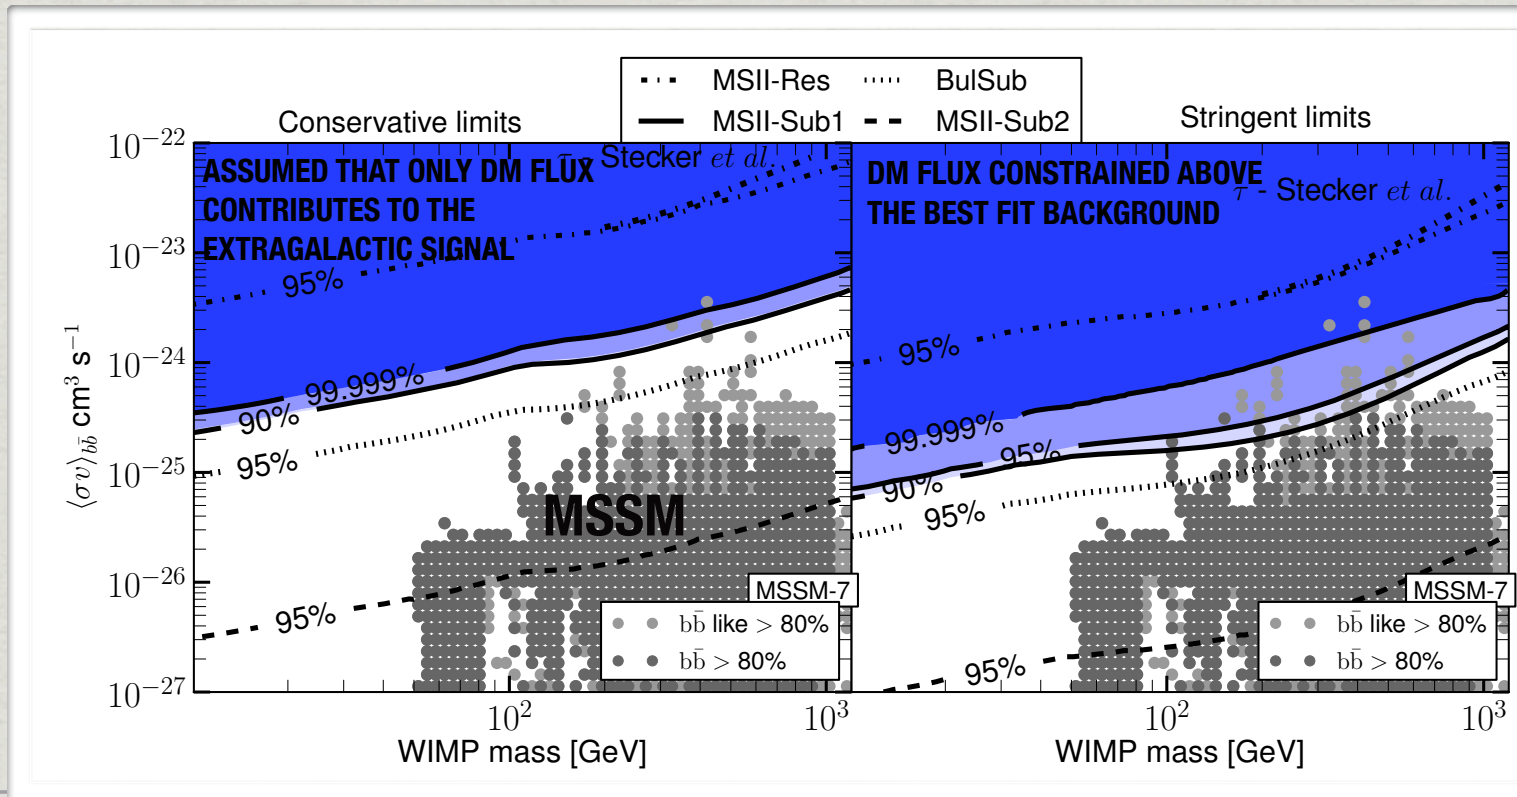 MSII-Res BulSub
MSII-Sub1 MSII-Sub2
Conservative limits
Stringent limits
10⁻²²
10⁻²³
10⁻²⁴
10⁻²⁵
10⁻²⁶
10⁻²⁷
⟨σv⟩bb̄ cm³ s⁻¹
τ - Stecker et al.
ASSUMED THAT ONLY DM FLUX
CONTRIBUTES TO THE
EXTRAGALACTIC SIGNAL
95%
99.999%
90%
95%
MSSM
95%
MSSM-7
bb̄ like > 80%
bb̄ > 80%
10² 10³
WIMP mass [GeV]
DM FLUX CONSTRAINED ABOVE
THE BEST FIT BACKGROUND
τ - Stecker et al.
95%
99.999%
95%
90%
95%
95%
MSSM-7
bb̄ like > 80%
bb̄ > 80%
10² 10³
WIMP mass [GeV]